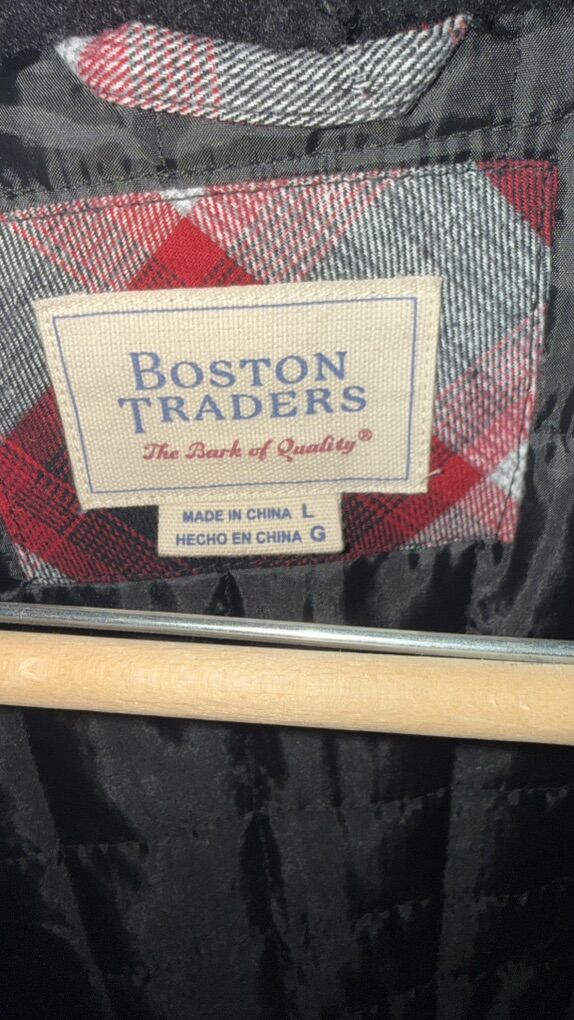 BOSTON
TRADERS
The Bark of Quality®
MADE IN CHINA L
HECHO EN CHINA G